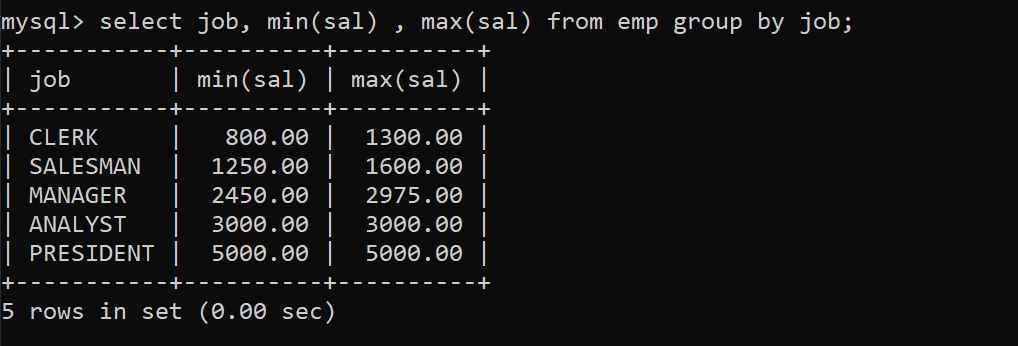 mysql> select job, min(sal) , max(sal) from emp group by job;
+-----------+----------+----------+
| job       | min(sal) | max(sal) |
+-----------+----------+----------+
| CLERK     |   800.00 |  1300.00 |
| SALESMAN  |  1250.00 |  1600.00 |
| MANAGER   |  2450.00 |  2975.00 |
| ANALYST   |  3000.00 |  3000.00 |
| PRESIDENT |  5000.00 |  5000.00 |
+-----------+----------+----------+
5 rows in set (0.00 sec)